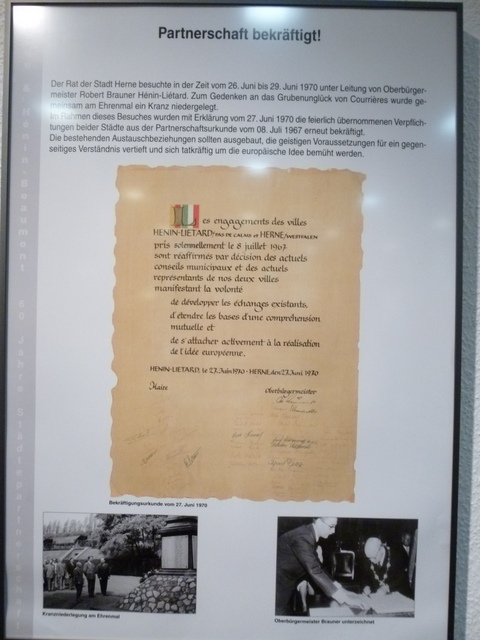 Partnerschaft bekräftigt!
Der Rat der Stadt Herne besuchte in der Zeit vom 26. Juni bis 29. Juni 1970 unter Leitung von Oberbürger-
meister Robert Brauner Hénin-Liétard. Zum Gedenken an das Grubenunglück von Courrières wurde ge-
meinsam am Ehrenmal ein Kranz niedergelegt.
Im Rahmen dieses Besuches wurden mit Erklärung vom 27. Juni 1970 die feierlich übernommenen Verpflich-
tungen beider Städte aus der Partnerschaftsurkunde vom 08. Juli 1967 erneut bekräftigt.
Die bestehenden Austauschbeziehungen sollten ausgebaut, die geistigen Voraussetzungen für ein gegen-
seitiges Verständnis vertieft und sich tatkräftig um die europäische Idee bemüht werden.
Les engagements des villes
HENIN-LIETARD/PAS DE CALAIS et HERNE/WESTFALEN
pris solennellement le 8 juillet 1967
sont réaffirmés par décision des actuels
conseils municipaux et des actuels
représentants de nos deux villes
manifestant la volonté
de développer les échanges existants,
d'étendre les bases d'une compréhension
mutuelle et
de s'attacher activement à la réalisation
de l'idée européenne.
HENIN-LIETARD, le 27. Juin 1970 - HERNE, den 27. Juni 1970
Maire Oberbürgermeister
Bekräftigungsurkunde vom 27. Juni 1970
Kranzniederlegung am Ehrenmal
Oberbürgermeister Brauner unterzeichnet
Hénin-Beaumont
50 Jahre Städtepartnerschaft